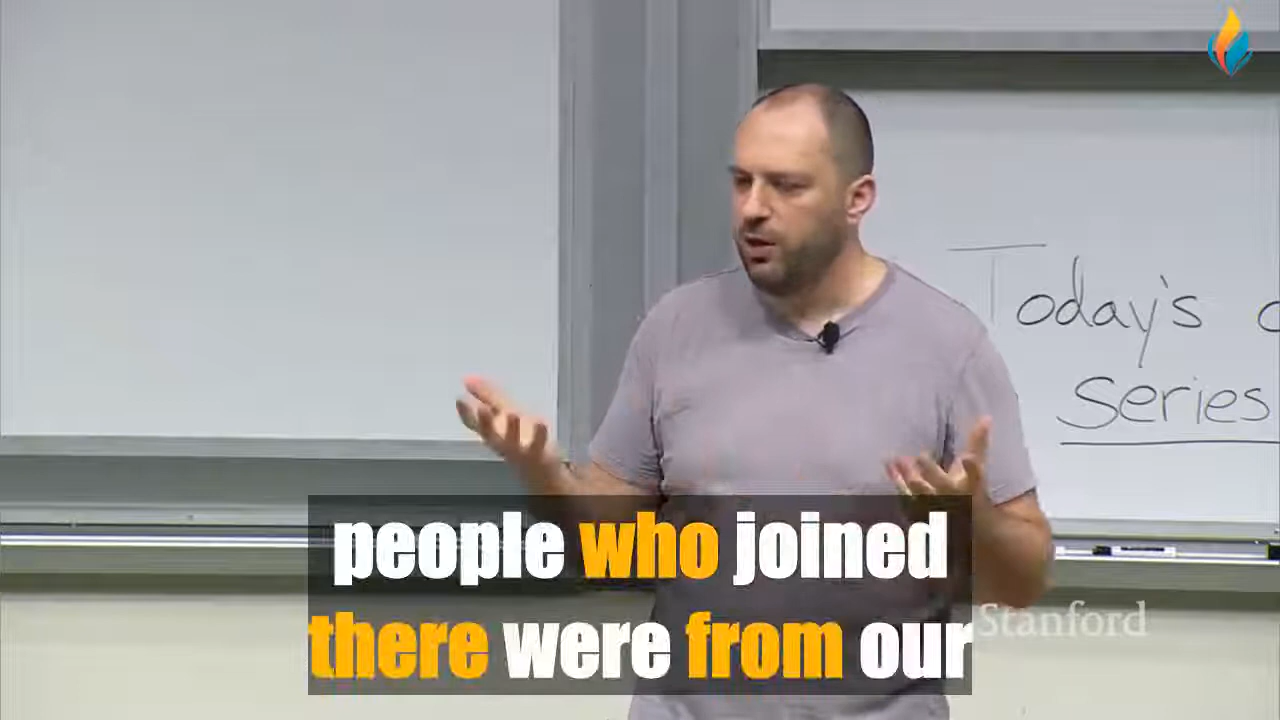 Today's
Series
people who joined
there were from our
Stanford